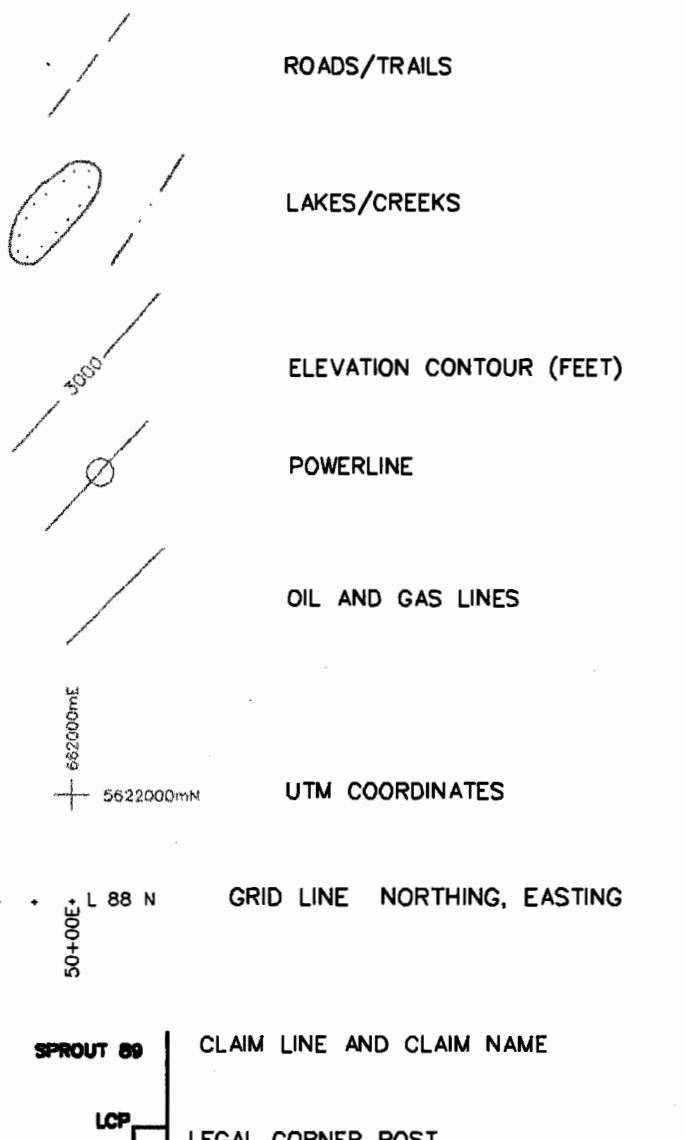 ROADS/TRAILS
LAKES/CREEKS
3000
ELEVATION CONTOUR (FEET)
POWERLINE
OIL AND GAS LINES
662000mE
5622000mN
UTM COORDINATES
L 88 N
50+00E
GRID LINE NORTHING, EASTING
SPROUT 89
CLAIM LINE AND CLAIM NAME
LCP
LEGAL CORNER POST